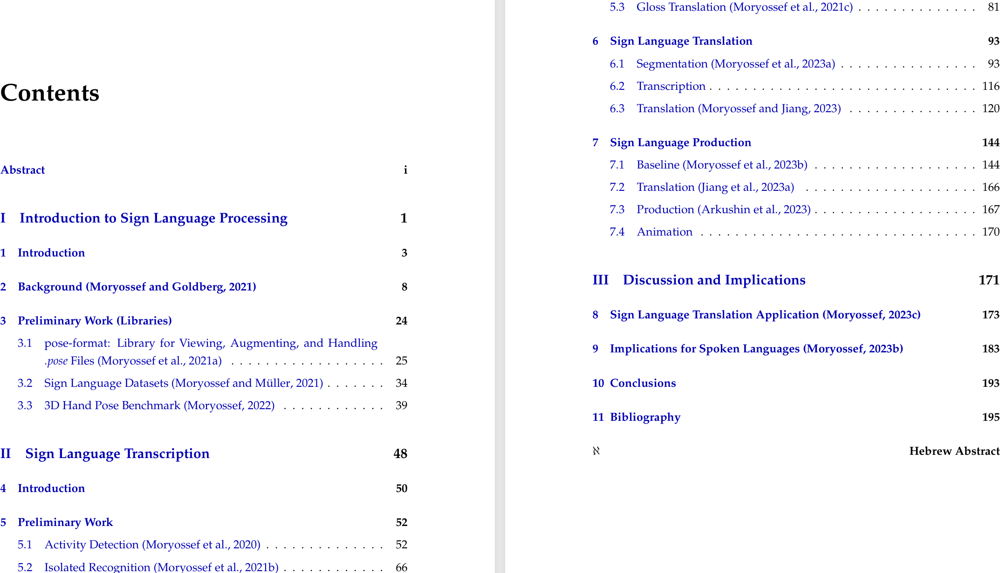 Contents
Abstract i
I Introduction to Sign Language Processing 1
1 Introduction 3
2 Background (Moryossef and Goldberg, 2021) 8
3 Preliminary Work (Libraries) 24
3.1 pose-format: Library for Viewing, Augmenting, and Handling
.pose Files (Moryossef et al., 2021a) . . . . . . . . . . . . . . . . . . 25
3.2 Sign Language Datasets (Moryossef and Müller, 2021) . . . . . . . 34
3.3 3D Hand Pose Benchmark (Moryossef, 2022) . . . . . . . . . . . . 39
II Sign Language Transcription 48
4 Introduction 50
5 Preliminary Work 52
5.1 Activity Detection (Moryossef et al., 2020) . . . . . . . . . . . . . . 52
5.2 Isolated Recognition (Moryossef et al., 2021b) . . . . . . . . . . . . 66
5.3 Gloss Translation (Moryossef et al., 2021c) . . . . . . . . . . . . . . 81
6 Sign Language Translation 93
6.1 Segmentation (Moryossef et al., 2023a) . . . . . . . . . . . . . . . . 93
6.2 Transcription . . . . . . . . . . . . . . . . . . . . . . . . . . . . . . . 116
6.3 Translation (Moryossef and Jiang, 2023) . . . . . . . . . . . . . . . 120
7 Sign Language Production 144
7.1 Baseline (Moryossef et al., 2023b) . . . . . . . . . . . . . . . . . . . 144
7.2 Translation (Jiang et al., 2023a) . . . . . . . . . . . . . . . . . . . . 166
7.3 Production (Arkushin et al., 2023) . . . . . . . . . . . . . . . . . . . 167
7.4 Animation . . . . . . . . . . . . . . . . . . . . . . . . . . . . . . . . 170
III Discussion and Implications 171
8 Sign Language Translation Application (Moryossef, 2023c) 173
9 Implications for Spoken Languages (Moryossef, 2023b) 183
10 Conclusions 193
11 Bibliography 195
א Hebrew Abstract